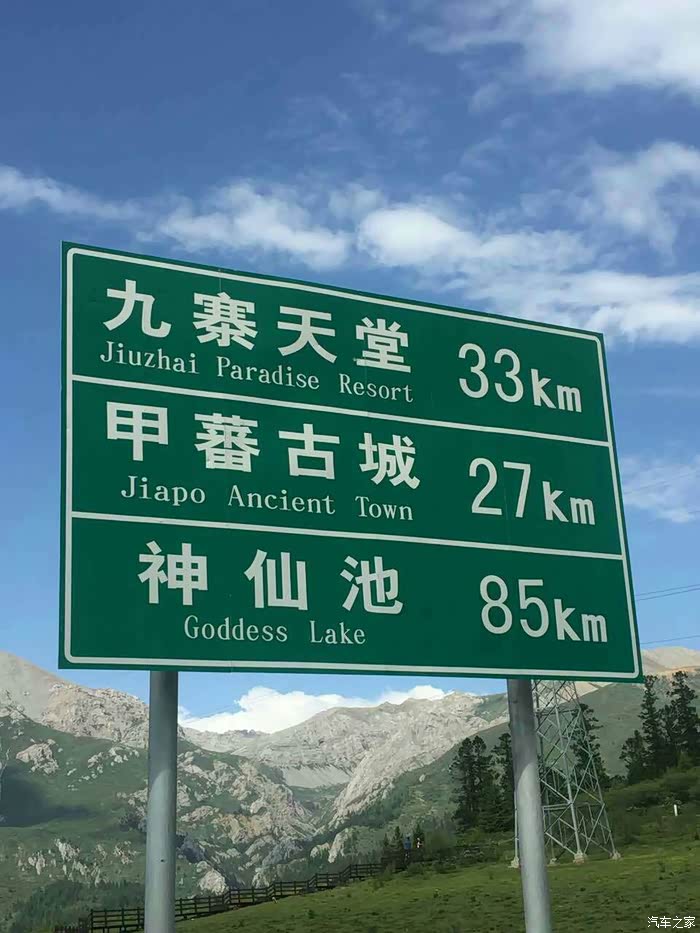 九寨天堂 33km
Jiuzhai Paradise Resort
甲蕃古城 27km
Jiapo Ancient Town
神仙池 85km
Goddess Lake
汽车之家